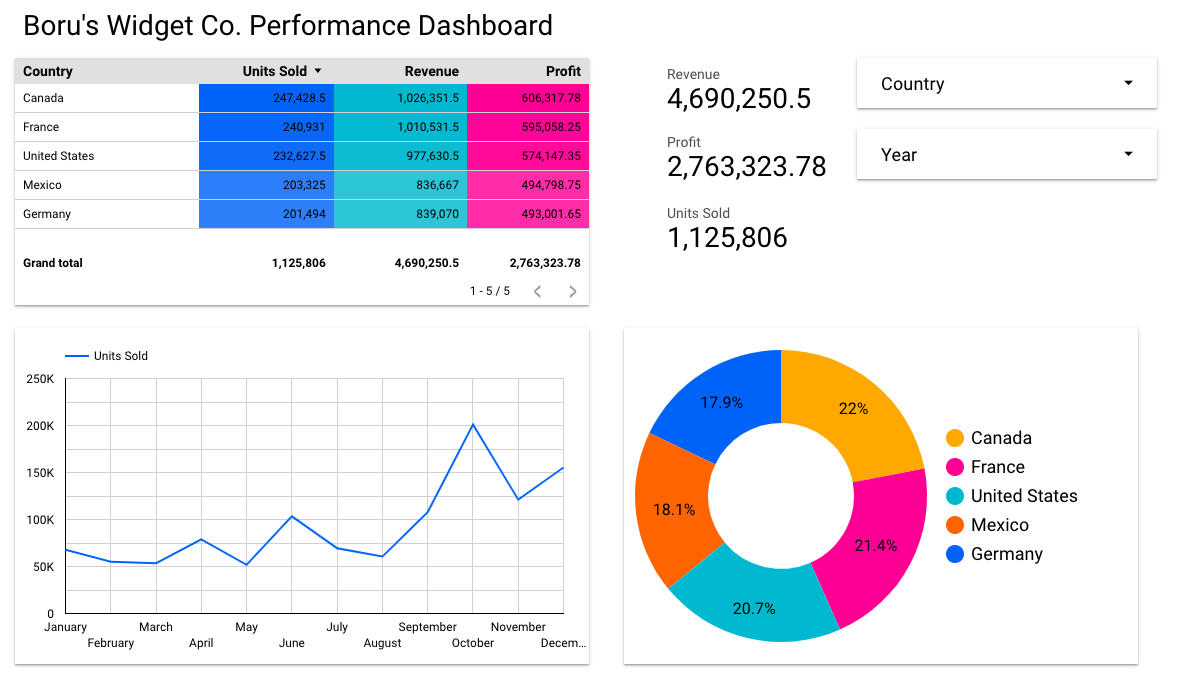 Boru's Widget Co. Performance Dashboard
Country Units Sold Revenue Profit
Canada 247,428.5 1,026,351.5 606,317.78
France 240,931 1,010,531.5 595,058.25
United States 232,627.5 977,630.5 574,147.35
Mexico 203,325 836,667 494,798.75
Germany 201,494 839,070 493,001.65
Grand total 1,125,806 4,690,250.5 2,763,323.78
1 - 5 / 5
Revenue
4,690,250.5
Profit
2,763,323.78
Units Sold
1,125,806
Country
Year
Units Sold
250K
200K
150K
100K
50K
0
January March May July September November
February April June August October Decem...
17.9%
22%
18.1%
21.4%
20.7%
Canada
France
United States
Mexico
Germany